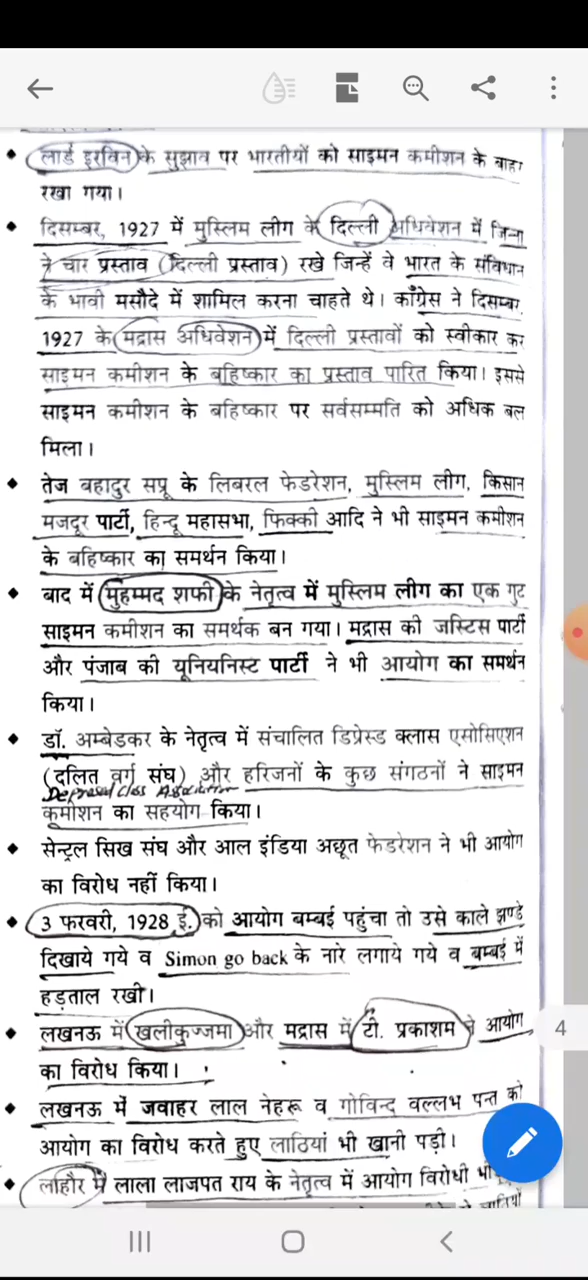 • लार्ड इरविन के सुझाव पर भारतीयों को साइमन कमीशन के बाहर
रखा गया।
• दिसम्बर, 1927 में मुस्लिम लीग के दिल्ली अधिवेशन में जिन्ना
ने चार प्रस्ताव (दिल्ली प्रस्ताव) रखे जिन्हें वे भारत के संविधान
के भावी मसौदे में शामिल करना चाहते थे। काँग्रेस ने दिसम्बर,
1927 के मद्रास अधिवेशन में दिल्ली प्रस्तावों को स्वीकार कर
साइमन कमीशन के बहिष्कार का प्रस्ताव पारित किया। इससे
साइमन कमीशन के बहिष्कार पर सर्वसम्मति को अधिक बल
मिला।
• तेज बहादुर सप्रू के लिबरल फेडरेशन, मुस्लिम लीग, किसान
मजदूर पार्टी, हिन्दू महासभा, फिक्की आदि ने भी साइमन कमीशन
के बहिष्कार का समर्थन किया।
• बाद में मुहम्मद शफी के नेतृत्व में मुस्लिम लीग का एक गुट
साइमन कमीशन का समर्थक बन गया। मद्रास की जस्टिस पार्टी
और पंजाब की यूनियनिस्ट पार्टी ने भी आयोग का समर्थन
किया।
• डॉ. अम्बेडकर के नेतृत्व में संचालित डिप्रेस्ड क्लास एसोसिएशन
(दलित वर्ग संघ) और हरिजनों के कुछ संगठनों ने साइमन
Depressed Class Association
कमीशन का सहयोग किया।
• सेन्ट्रल सिख संघ और आल इंडिया अछूत फेडरेशन ने भी आयोग
का विरोध नहीं किया।
• 3 फरवरी, 1928 ई. को आयोग बम्बई पहुंचा तो उसे काले झण्डे
दिखाये गये व Simon go back के नारे लगाये गये व बम्बई में
हड़ताल रखी।
• लखनऊ में खलीकुज्जमा और मद्रास में टी. प्रकाशम ने आयोग
का विरोध किया।
4
• लखनऊ में जवाहर लाल नेहरू व गोविन्द वल्लभ पन्त को
आयोग का विरोध करते हुए लाठियां भी खानी पड़ी।
• लाहौर में लाला लाजपत राय के नेतृत्व में आयोग विरोधी